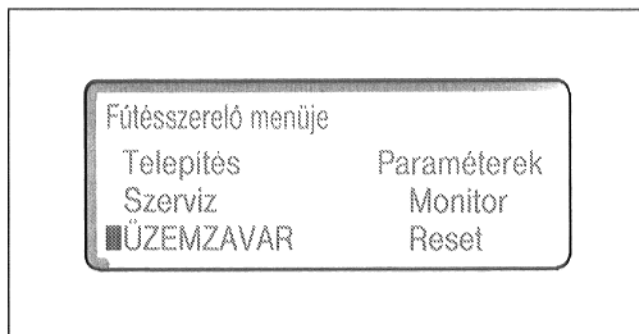 Fűtésszerelő menüje
Telepítés Paraméterek
Szerviz Monitor
ÜZEMZAVAR Reset